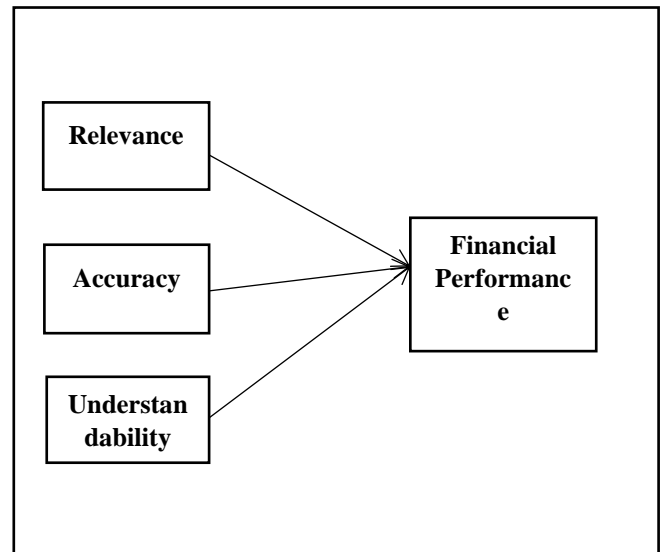 Relevance
Accuracy
Understan
dability
Financial
Performanc
e